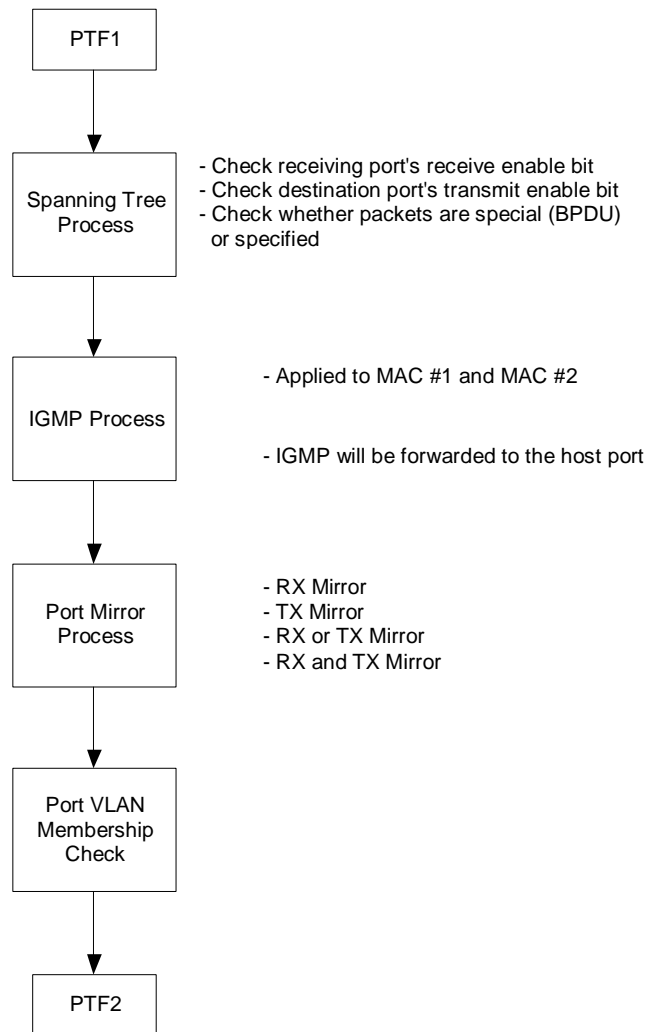 PTF1
Spanning Tree
Process
- Check receiving port's receive enable bit
- Check destination port's transmit enable bit
- Check whether packets are special (BPDU)
or specified
IGMP Process
- Applied to MAC #1 and MAC #2
- IGMP will be forwarded to the host port
Port Mirror
Process
- RX Mirror
- TX Mirror
- RX or TX Mirror
- RX and TX Mirror
Port VLAN
Membership
Check
PTF2